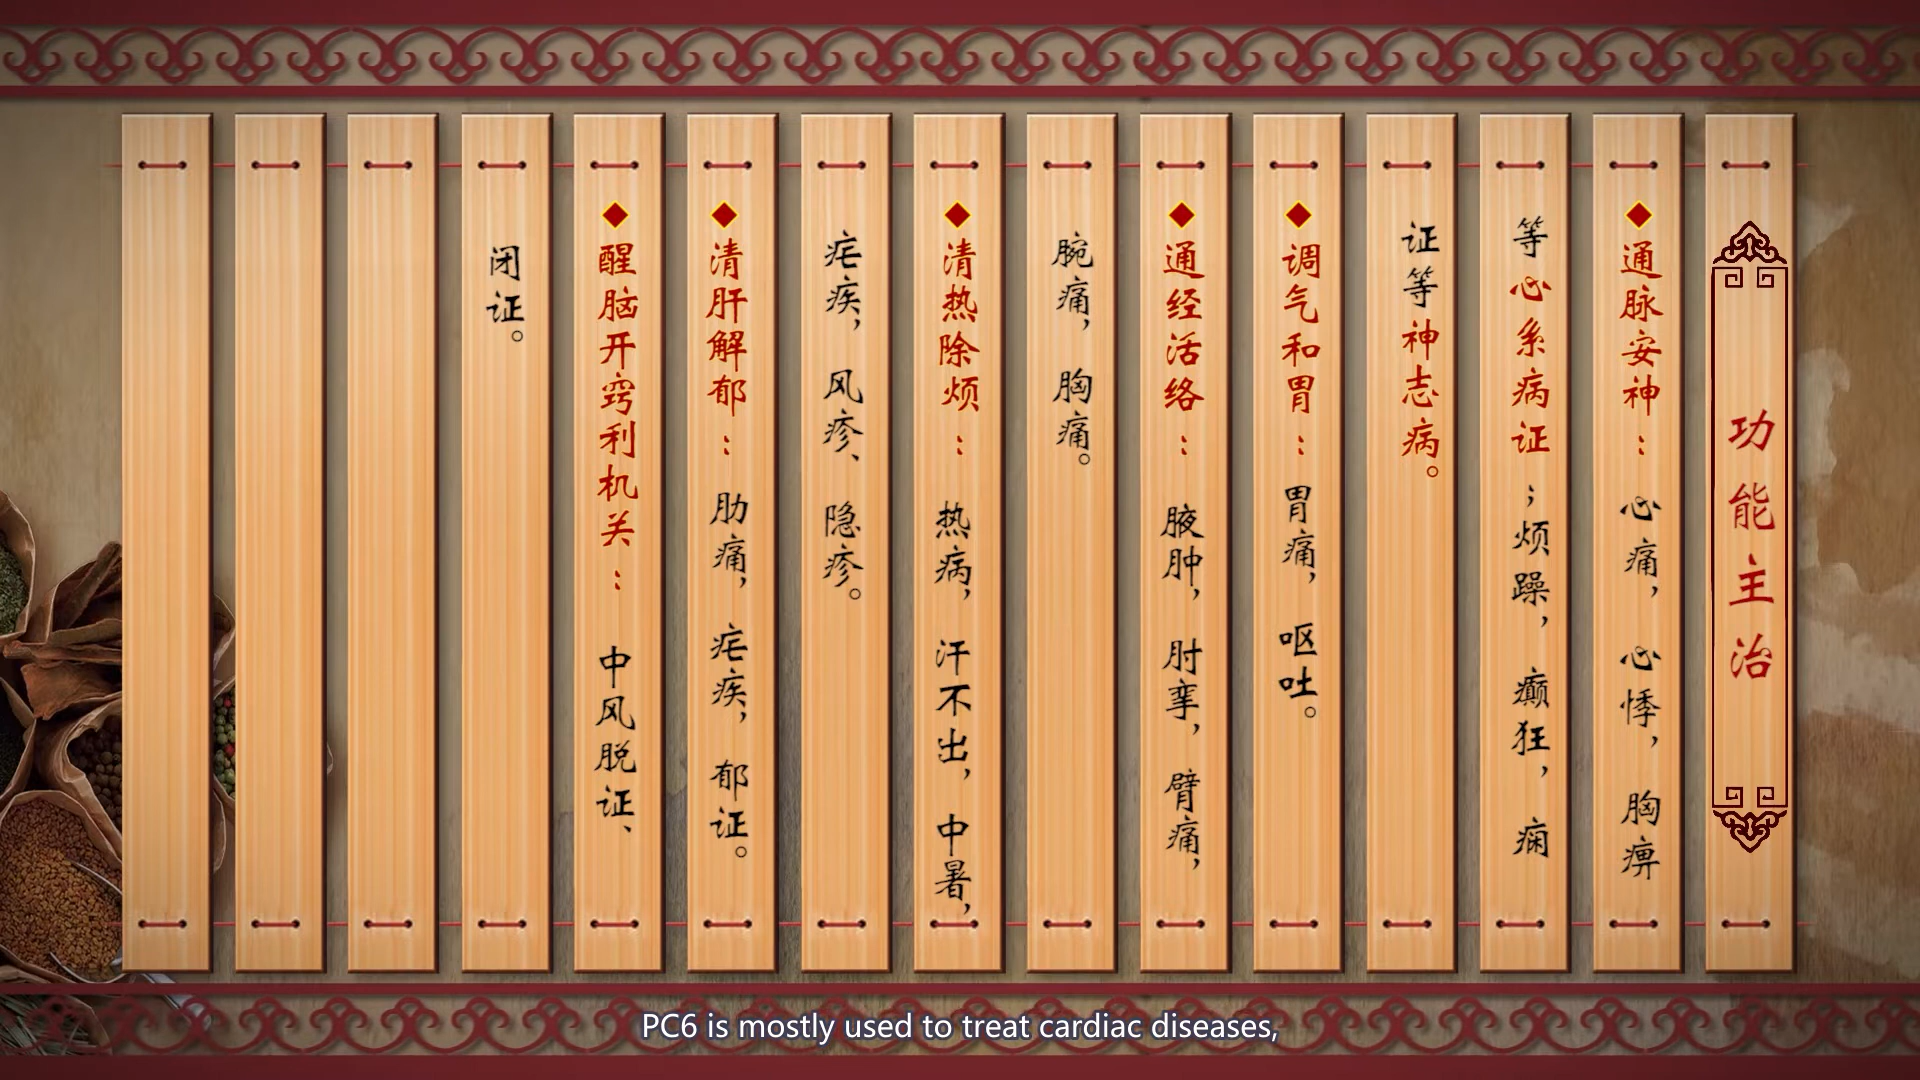 功能主治
通脉安神：心痛，心悸，胸痹
等心系病证；烦躁，癫狂，痫
证等神志病。
调气和胃：胃痛，呕吐。
通经活络：腋肿，肘挛，臂痛，
腕痛，胸痛。
清热除烦：热病，汗不出，中暑，
疟疾，风疹、隐疹。
清肝解郁：肋痛，疟疾，郁证。
醒脑开窍利机关：中风脱证、
闭证。
PC6 is mostly used to treat cardiac diseases,